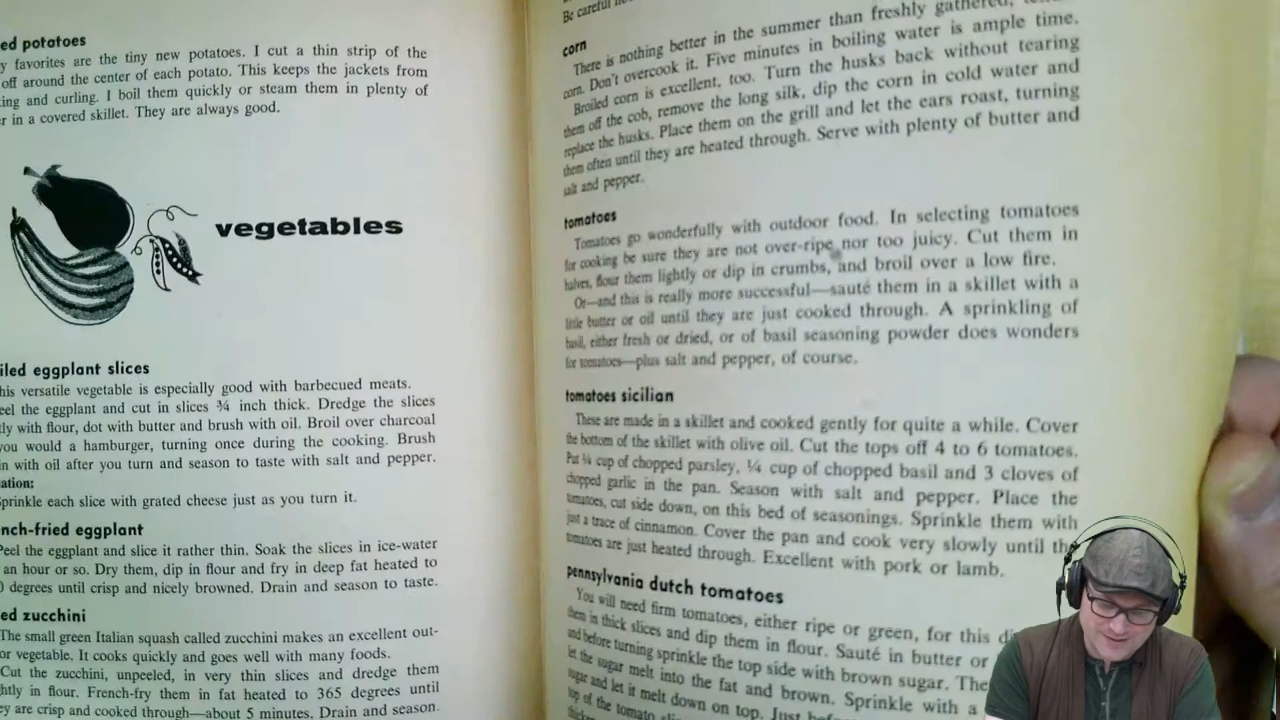 ed potatoes
y favorites are the tiny new potatoes. I cut a thin strip of the
off around the center of each potato. This keeps the jackets from
ing and curling. I boil them quickly or steam them in plenty of
r in a covered skillet. They are always good.
vegetables
iled eggplant slices
his versatile vegetable is especially good with barbecued meats.
eel the eggplant and cut in slices ¾ inch thick. Dredge the slices
tly with flour, dot with butter and brush with oil. Broil over charcoal
you would a hamburger, turning once during the cooking. Brush
n with oil after you turn and season to taste with salt and pepper.
ation:
Sprinkle each slice with grated cheese just as you turn it.
nch-fried eggplant
Peel the eggplant and slice it rather thin. Soak the slices in ice-water
an hour or so. Dry them, dip in flour and fry in deep fat heated to
0 degrees until crisp and nicely browned. Drain and season to taste.
ed zucchini
The small green Italian squash called zucchini makes an excellent out-
or vegetable. It cooks quickly and goes well with many foods.
Cut the zucchini, unpeeled, in very thin slices and dredge them
htly in flour. French-fry them in fat heated to 365 degrees until
ey are crisp and cooked through—about 5 minutes. Drain and season.
Be careful
corn
There is nothing better in the summer than freshly gathered,
corn. Don't overcook it. Five minutes in boiling water is ample time.
Broiled corn is excellent, too. Turn the husks back without tearing
them off the cob, remove the long silk, dip the corn in cold water and
replace the husks. Place them on the grill and let the ears roast, turning
them often until they are heated through. Serve with plenty of butter and
salt and pepper.
tomatoes
Tomatoes go wonderfully with outdoor food. In selecting tomatoes
for cooking be sure they are not over-ripe nor too juicy. Cut them in
halves, flour them lightly or dip in crumbs, and broil over a low fire.
Or—and this is really more successful—sauté them in a skillet with a
little butter or oil until they are just cooked through. A sprinkling of
basil, either fresh or dried, or of basil seasoning powder does wonders
for tomatoes—plus salt and pepper, of course.
tomatoes sicilian
These are made in a skillet and cooked gently for quite a while. Cover
the bottom of the skillet with olive oil. Cut the tops off 4 to 6 tomatoes.
Put ¼ cup of chopped parsley, ¼ cup of chopped basil and 3 cloves of
chopped garlic in the pan. Season with salt and pepper. Place the
tomatoes, cut side down, on this bed of seasonings. Sprinkle them with
just a trace of cinnamon. Cover the pan and cook very slowly until th
tomatoes are just heated through. Excellent with pork or lamb.
pennsylvania dutch tomatoes
You will need firm tomatoes, either ripe or green, for this d
them in thick slices and dip them in flour. Sauté in butter or
and before turning sprinkle the top side with brown sugar. The
let the sugar melt into the fat and brown. Sprinkle with a
sugar and let it melt down on top. Just
top of the tomato